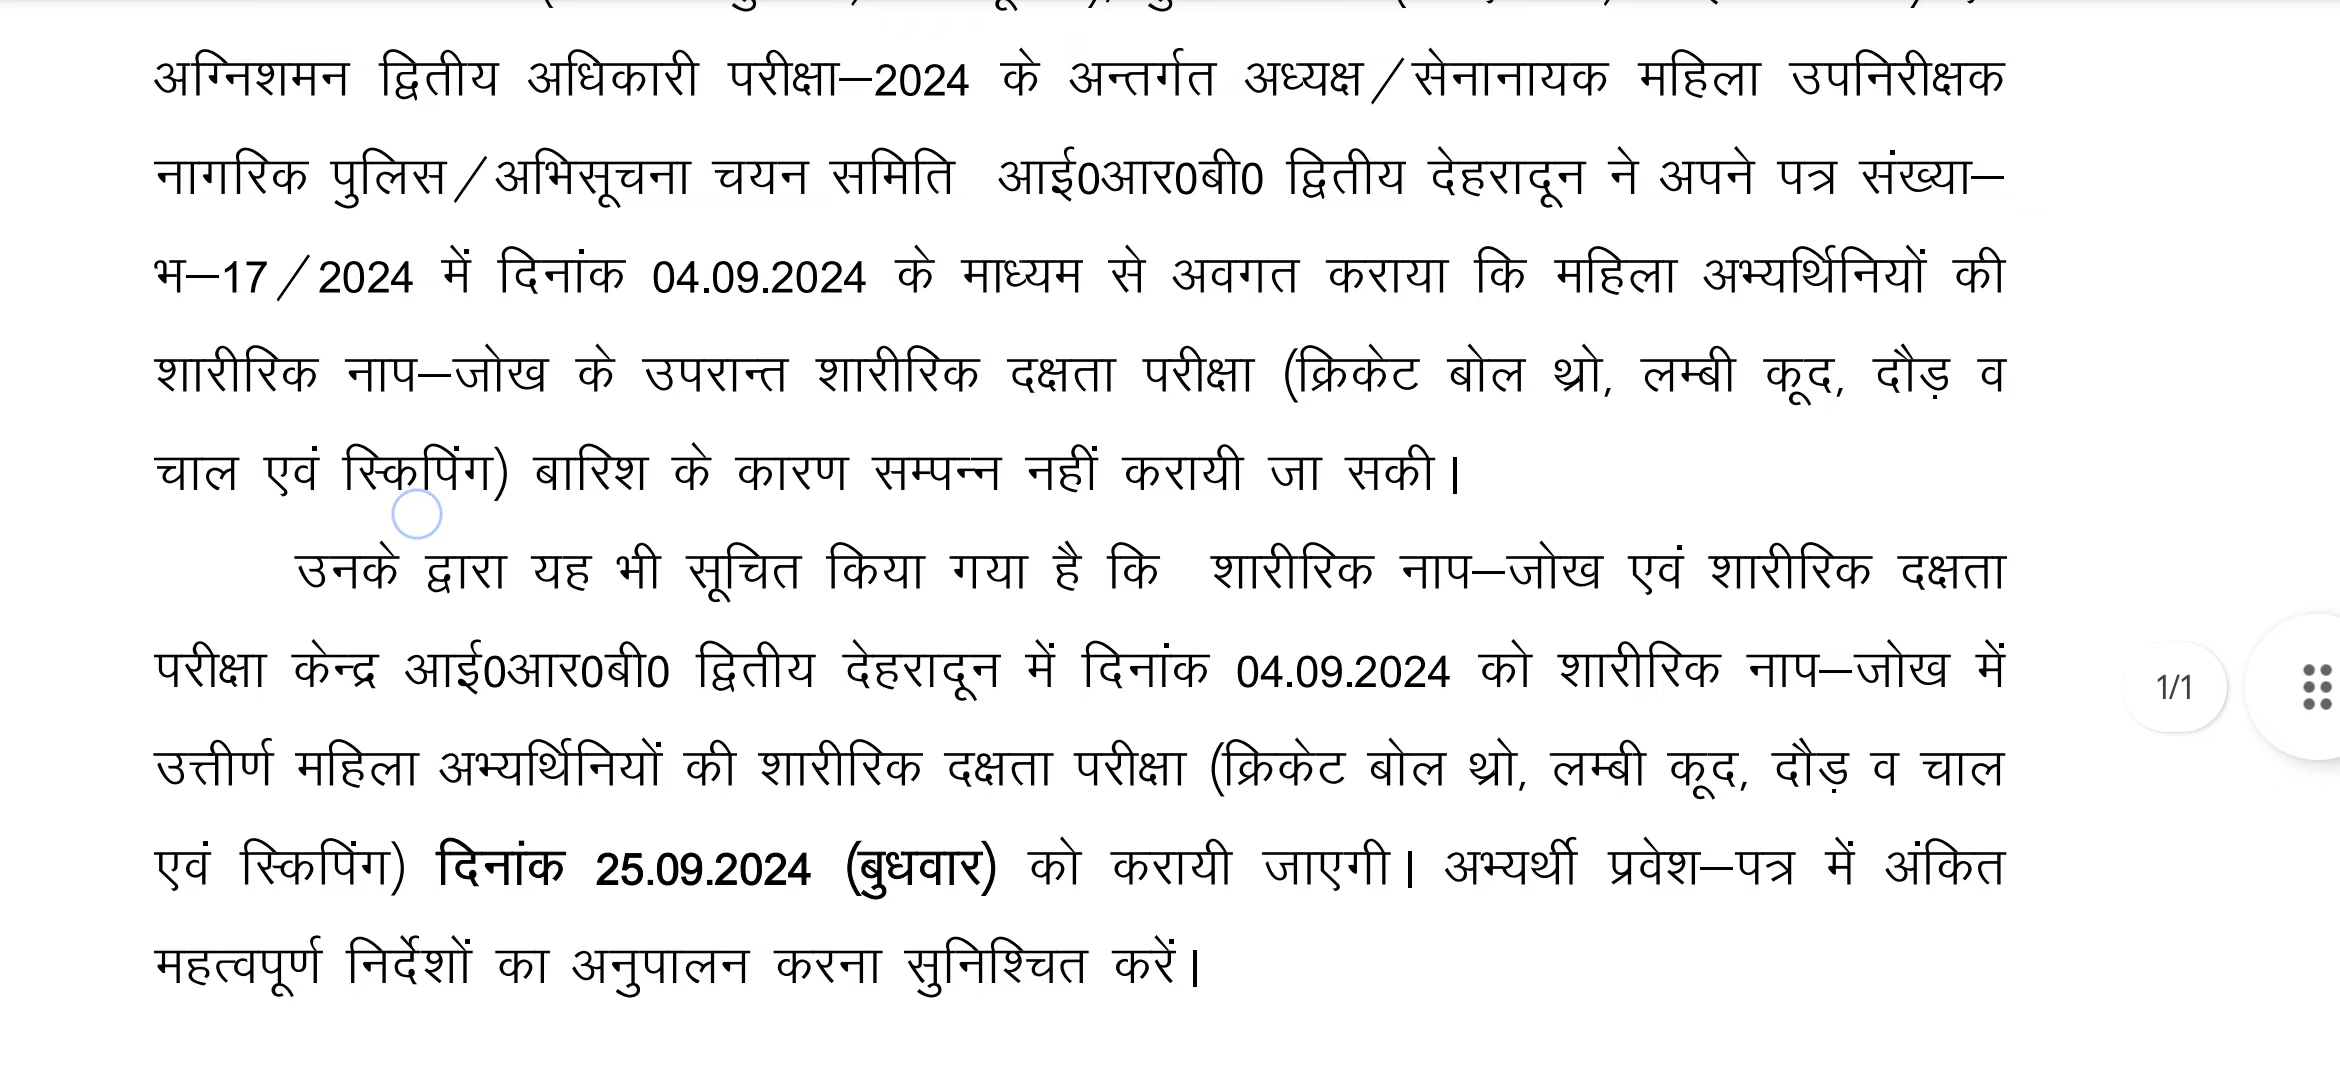 अग्निशमन द्वितीय अधिकारी परीक्षा–2024 के अन्तर्गत अध्यक्ष/सेनानायक महिला उपनिरीक्षक
नागरिक पुलिस/अभिसूचना चयन समिति आई0आर0बी0 द्वितीय देहरादून ने अपने पत्र संख्या–
भ–17/2024 में दिनांक 04.09.2024 के माध्यम से अवगत कराया कि महिला अभ्यर्थिनियों की
शारीरिक नाप–जोख के उपरान्त शारीरिक दक्षता परीक्षा (क्रिकेट बोल थ्रो, लम्बी कूद, दौड़ व
चाल एवं स्किपिंग) बारिश के कारण सम्पन्न नहीं करायी जा सकी।
उनके द्वारा यह भी सूचित किया गया है कि शारीरिक नाप–जोख एवं शारीरिक दक्षता
परीक्षा केन्द्र आई0आर0बी0 द्वितीय देहरादून में दिनांक 04.09.2024 को शारीरिक नाप–जोख में
उत्तीर्ण महिला अभ्यर्थिनियों की शारीरिक दक्षता परीक्षा (क्रिकेट बोल थ्रो, लम्बी कूद, दौड़ व चाल
एवं स्किपिंग) दिनांक 25.09.2024 (बुधवार) को करायी जाएगी। अभ्यर्थी प्रवेश–पत्र में अंकित
महत्वपूर्ण निर्देशों का अनुपालन करना सुनिश्चित करें।
1/1